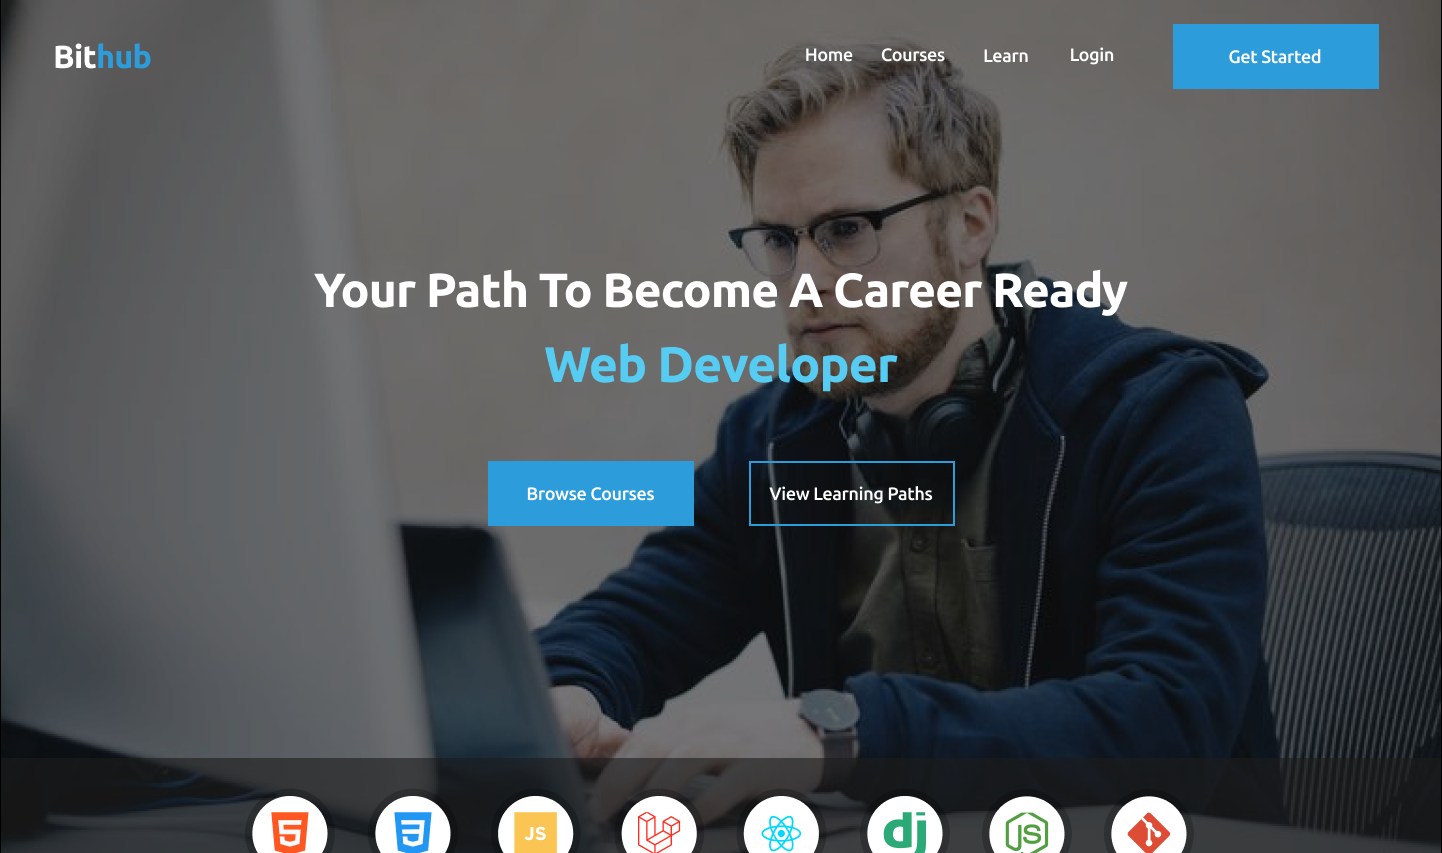 Bithub
Home Courses Learn Login Get Started
Your Path To Become A Career Ready
Web Developer
Browse Courses View Learning Paths
5 3 JS dj JS